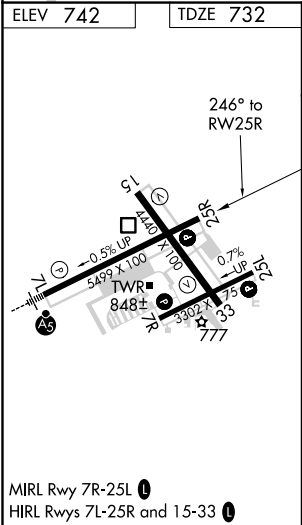 ELEV 742
TDZE 732
246° to
RW25R
15
V
4440 X 100
25R
P
0.5% UP
5499 X 100
P
7L
A5
TWR
848±
P
V
0.7%
UP
25L
P
3302 X 75
7R
777
33
MIRL Rwy 7R-25L L
HIRL Rwys 7L-25R and 15-33 L